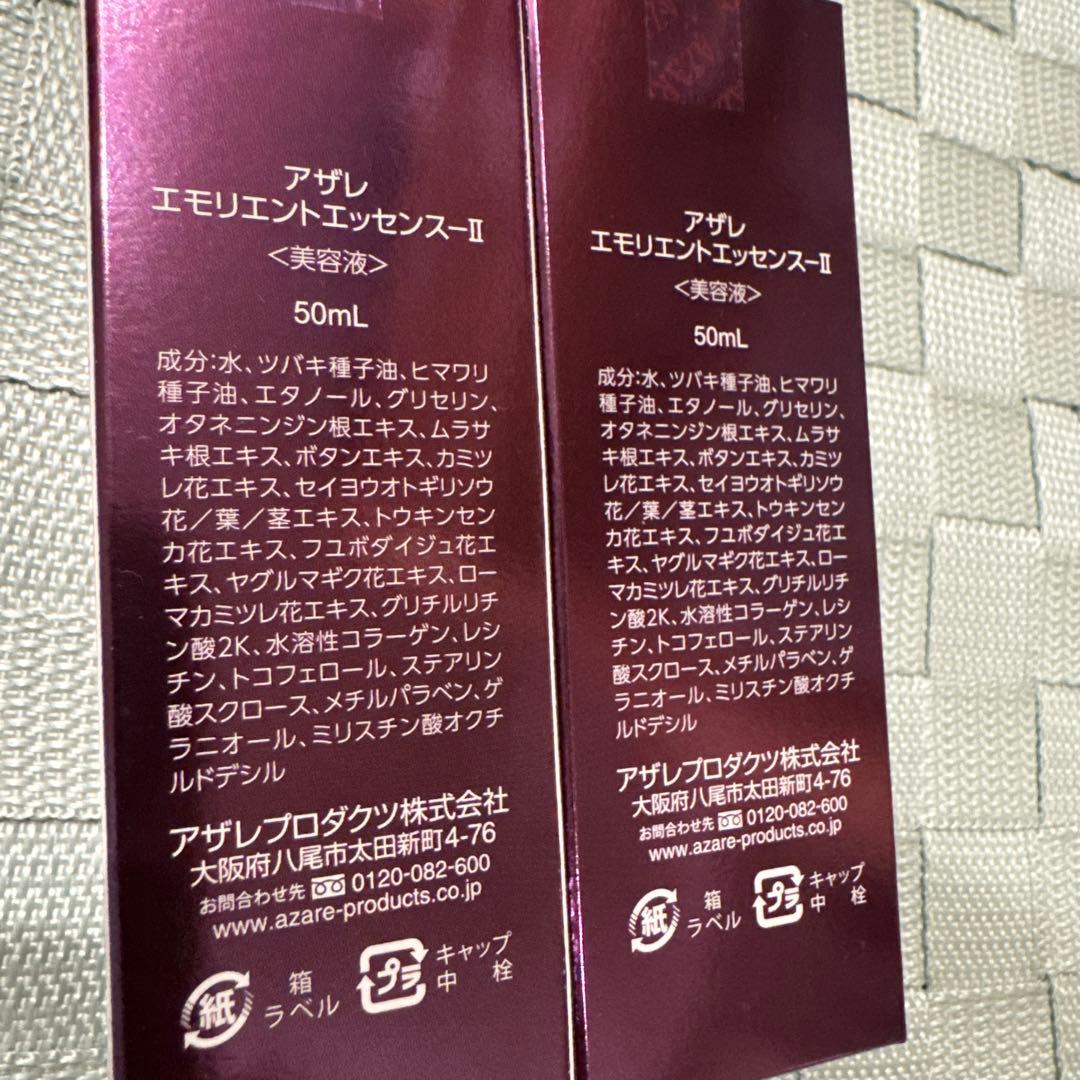 アザレ
エモリエントエッセンスーⅡ
<美容液>
50mL
成分:水、ツバキ種子油、ヒマワリ
種子油、エタノール、グリセリン、
オタネニンジン根エキス、ムラサ
キ根エキス、ボタンエキス、カミツ
レ花エキス、セイヨウオトギリソウ
花/葉/茎エキス、トウキンセン
カ花エキス、フユボダイジュ花エ
キス、ヤグルマギク花エキス、ロー
マカミツレ花エキス、グリチルリチ
ン酸2K、水溶性コラーゲン、レシ
チン、トコフェロール、ステアリン
酸スクロース、メチルパラベン、ゲ
ラニオール、ミリスチン酸オクチ
ルドデシル
アザレプロダクツ株式会社
大阪府八尾市太田新町4-76
お問合わせ先 0120-082-600
www.azare-products.co.jp
紙 箱 ラベル
プラ キャップ 中栓
アザレ
エモリエントエッセンスーⅡ
<美容液>
50mL
成分:水、ツバキ種子油、ヒマワリ
種子油、エタノール、グリセリン、
オタネニンジン根エキス、ムラサ
キ根エキス、ボタンエキス、カミツ
レ花エキス、セイヨウオトギリソウ
花/葉/茎エキス、トウキンセン
カ花エキス、フユボダイジュ花エ
キス、ヤグルマギク花エキス、ロー
マカミツレ花エキス、グリチルリチ
ン酸2K、水溶性コラーゲン、レシ
チン、トコフェロール、ステアリン
酸スクロース、メチルパラベン、ゲ
ラニオール、ミリスチン酸オクチ
ルドデシル
アザレプロダクツ株式会社
大阪府八尾市太田新町4-76
お問合わせ先 0120-082-600
www.azare-products.co.jp
紙 箱 ラベル
プラ キャップ 中栓